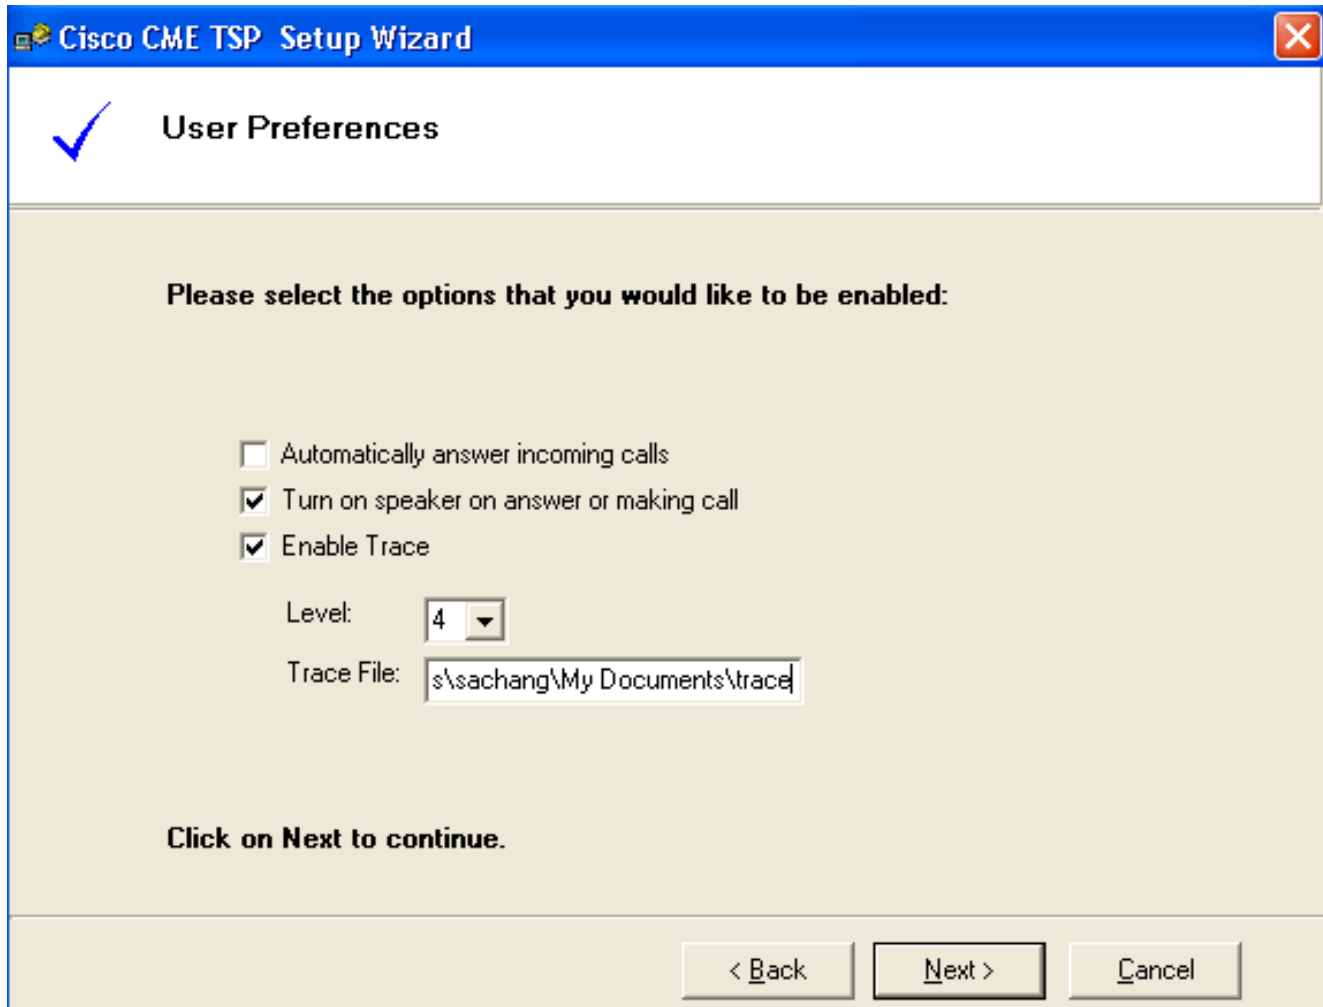 Cisco CME TSP Setup Wizard
User Preferences
Please select the options that you would like to be enabled:
Automatically answer incoming calls
Turn on speaker on answer or making call
Enable Trace
Level: 4
Trace File: s\sachang\My Documents\trace
Click on Next to continue.
< Back Next > Cancel